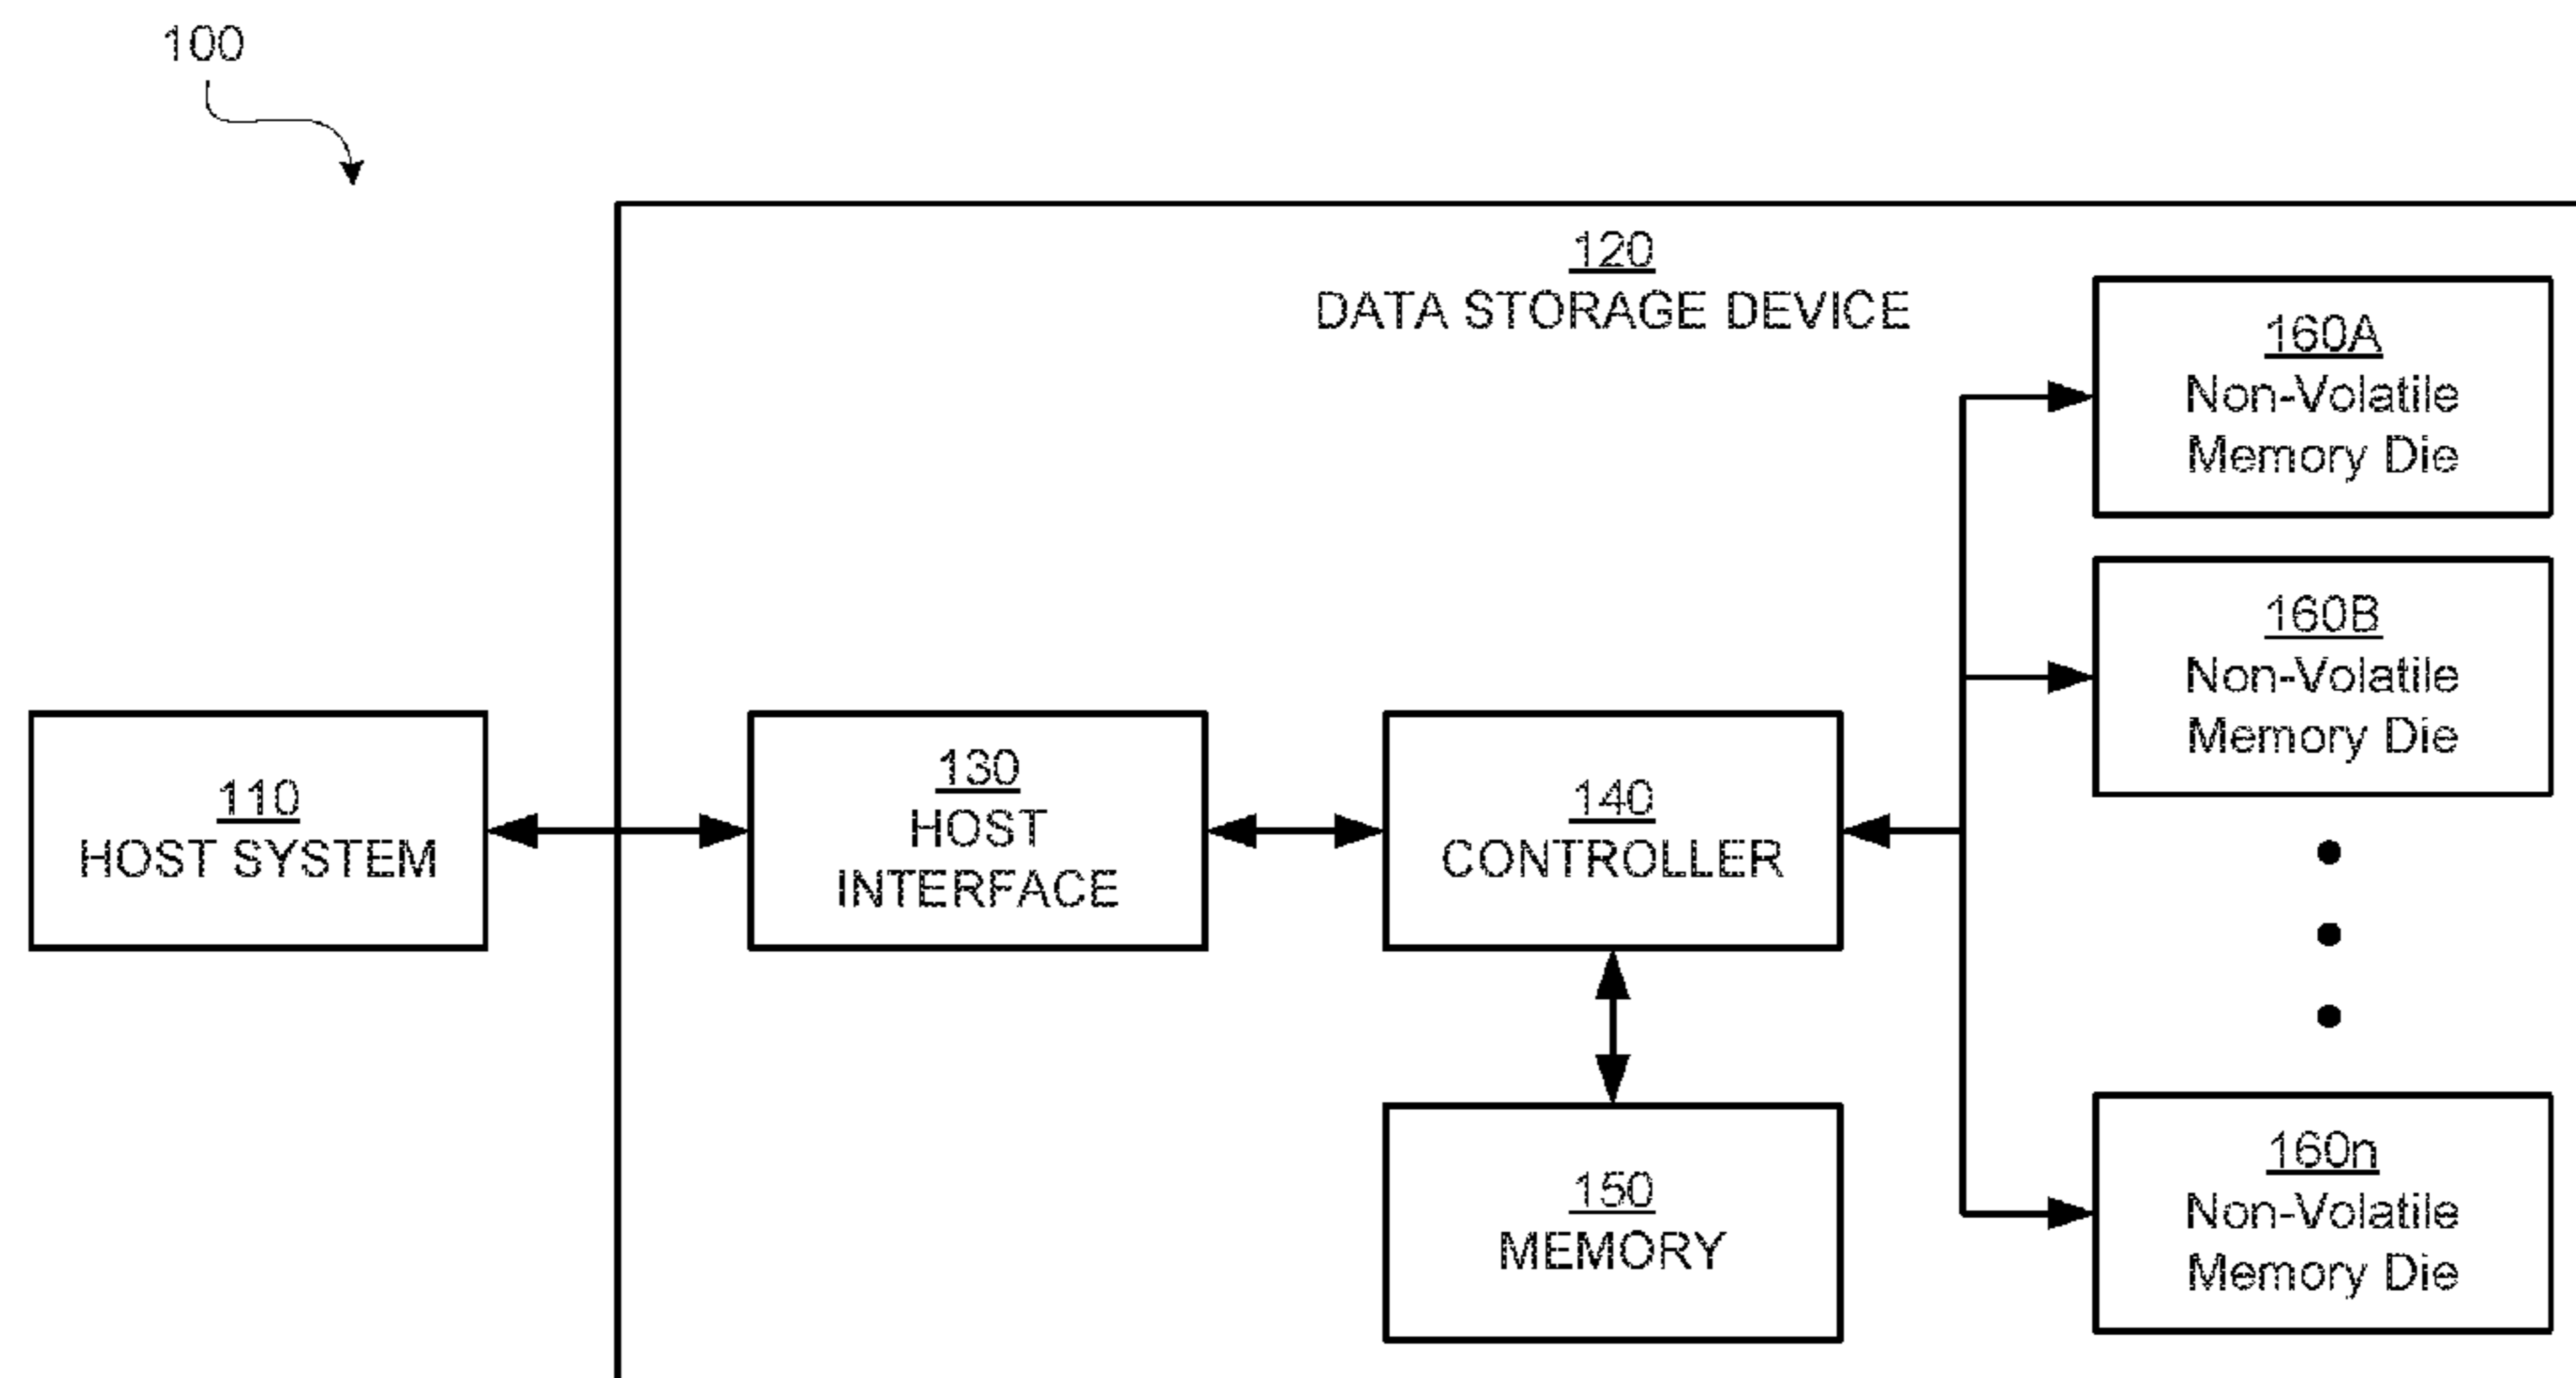 100
120
DATA STORAGE DEVICE
160A
Non-Volatile
Memory Die
160B
Non-Volatile
Memory Die
110
HOST SYSTEM
130
HOST
INTERFACE
140
CONTROLLER
150
MEMORY
160n
Non-Volatile
Memory Die